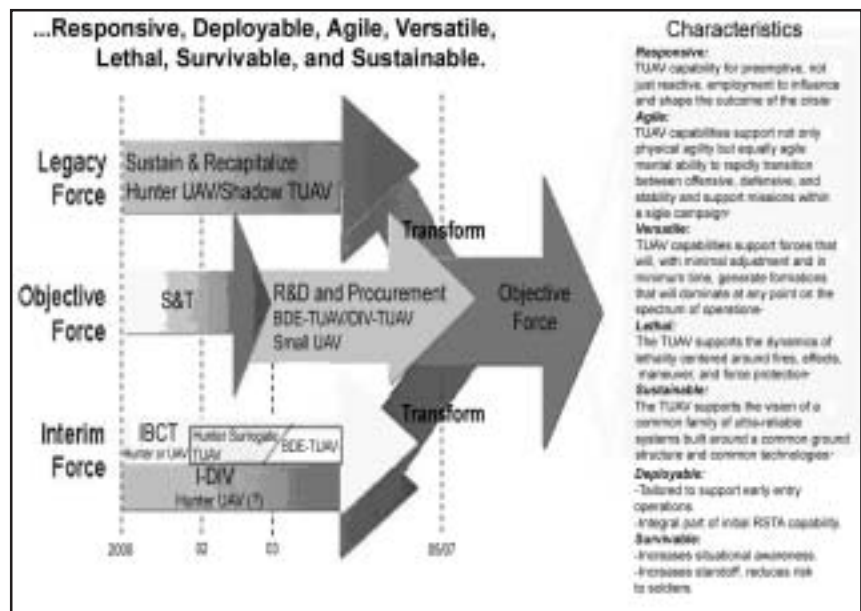 ...Responsive, Deployable, Agile, Versatile,
Lethal, Survivable, and Sustainable.
Legacy
Force
Sustain & Recapitalize
Hunter UAV/Shadow TUAV
Transform
Objective
Force
S&T
R&D and Procurement
BDE-TUAV/DIV-TUAV
Small UAV
Objective
Force
Transform
Interim
Force
IBCT
Hunter or UAV
Hunter Surrogate
TUAV
BDE-TUAV
I-DIV
Hunter UAV (?)
2000
02
03
05/07
Characteristics
Responsive:
TUAV capability for preemptive, not
just reactive, employment to influence
and shape the outcome of the crisis
Agile:
TUAV capabilities support not only
physical agility but equally agile
mental ability to rapidly transition
between offensive, defensive, and
stability and support missions within
a sigle campaign
Versatile:
TUAV capabilities support forces that
will, with minimal adjustment and in
minimum time, generate formations
that will dominate at any point on the
spectrum of operations
Lethal:
The TUAV supports the dynamics of
lethality centered around fires, effects,
maneuver, and force protection
Sustainable:
The TUAV supports the vision of a
common family of ultra-reliable
systems built around a common ground
structure and common technologies
Deployable:
-Tailored to support early entry
operations.
-Integral part of initial RSTA capability.
Survivable:
-Increases situational awareness.
-Increases standoff, reduces risk
to soldiers.